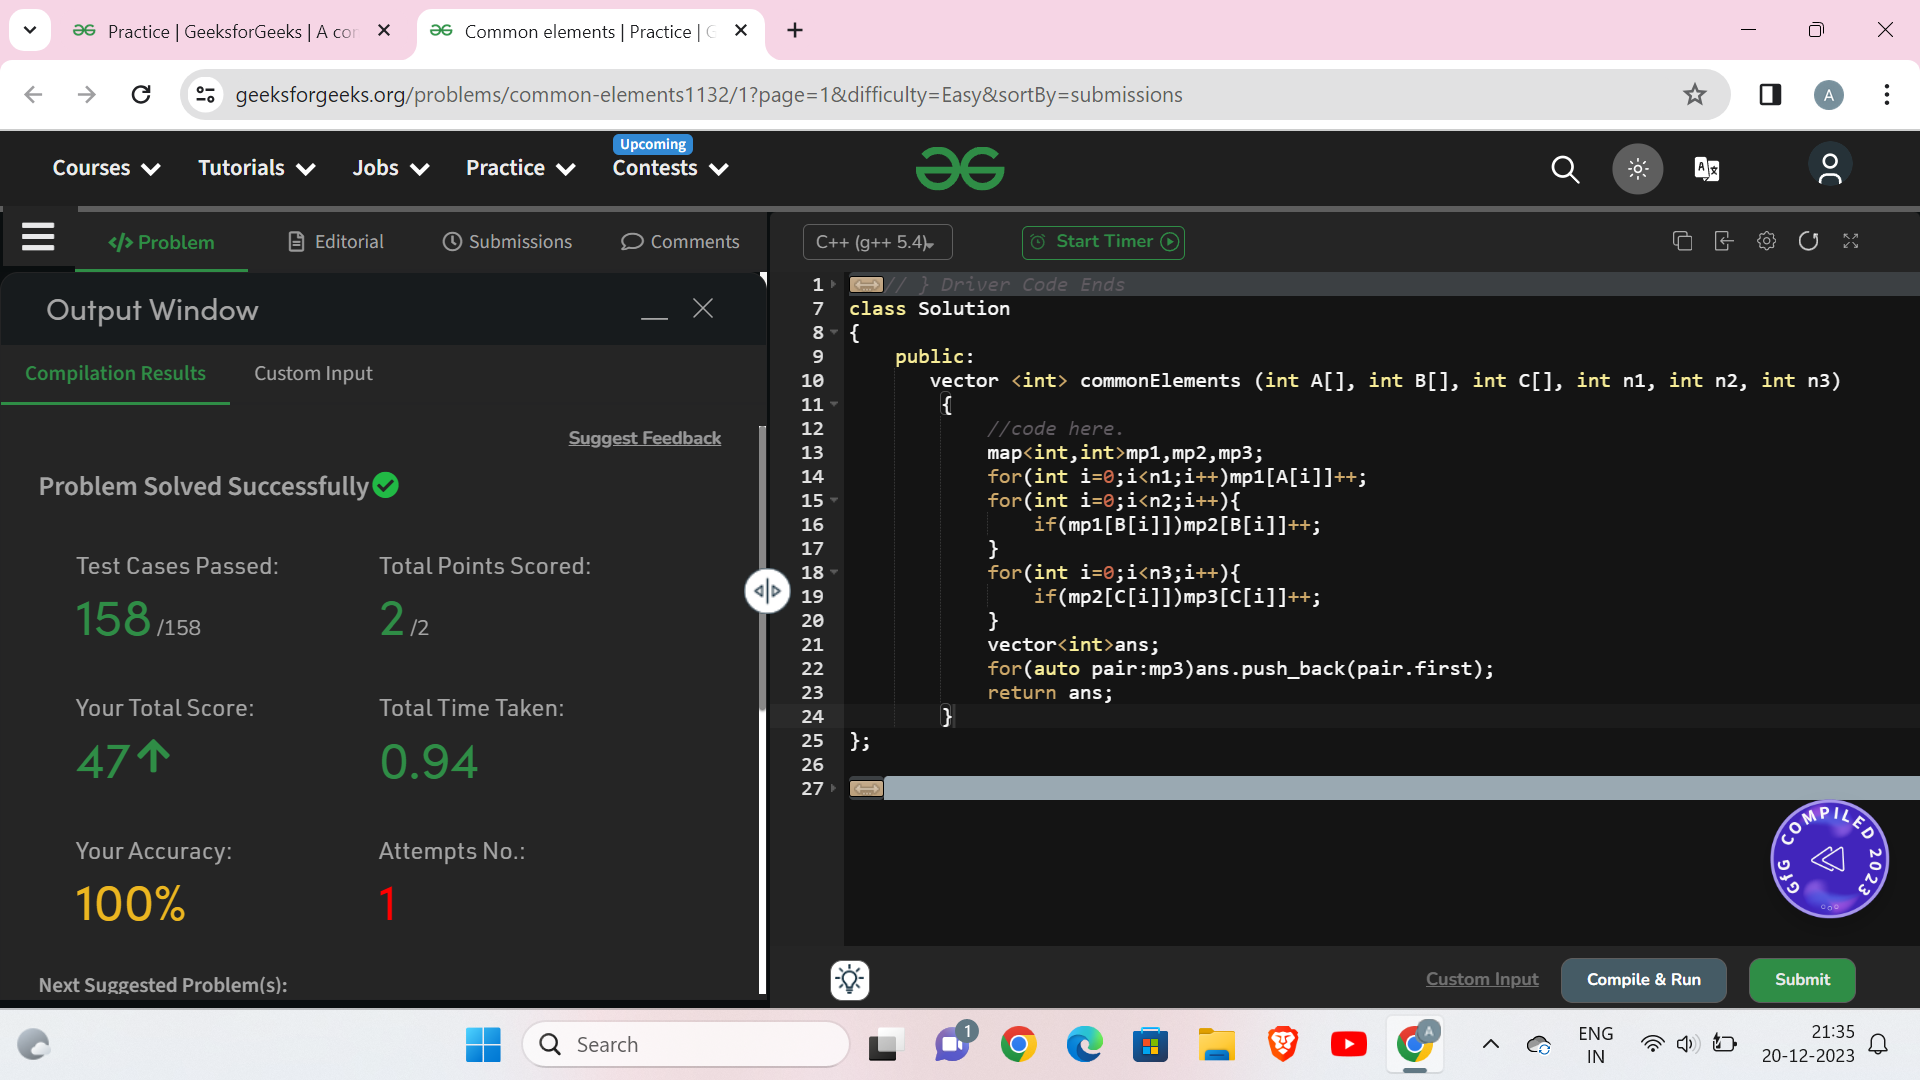 Practice | GeeksforGeeks | A co
Common elements | Practice |
geeksforgeeks.org/problems/common-elements1132/1?page=1&difficulty=Easy&sortBy=submissions
A
Upcoming
Courses Tutorials Jobs Practice Contests
Problem Editorial Submissions Comments
C++ (g++ 5.4) Start Timer
Output Window
Compilation Results Custom Input
Suggest Feedback
Problem Solved Successfully
Test Cases Passed: Total Points Scored:
158 /158 2 /2
Your Total Score: Total Time Taken:
47 0.94
Your Accuracy: Attempts No.:
100% 1
Next Suggested Problem(s):
1 // } Driver Code Ends
7 class Solution
8 {
9 public:
10 vector <int> commonElements (int A[], int B[], int C[], int n1, int n2, int n3)
11 {
12 //code here.
13 map<int,int>mp1,mp2,mp3;
14 for(int i=0;i<n1;i++)mp1[A[i]]++;
15 for(int i=0;i<n2;i++){
16 if(mp1[B[i]])mp2[B[i]]++;
17 }
18 for(int i=0;i<n3;i++){
19 if(mp2[C[i]])mp3[C[i]]++;
20 }
21 vector<int>ans;
22 for(auto pair:mp3)ans.push_back(pair.first);
23 return ans;
24 }
25 };
26
27
GfG COMPILED 2023
Custom Input Compile & Run Submit
Search
1
A
ENG
IN
21:35
20-12-2023